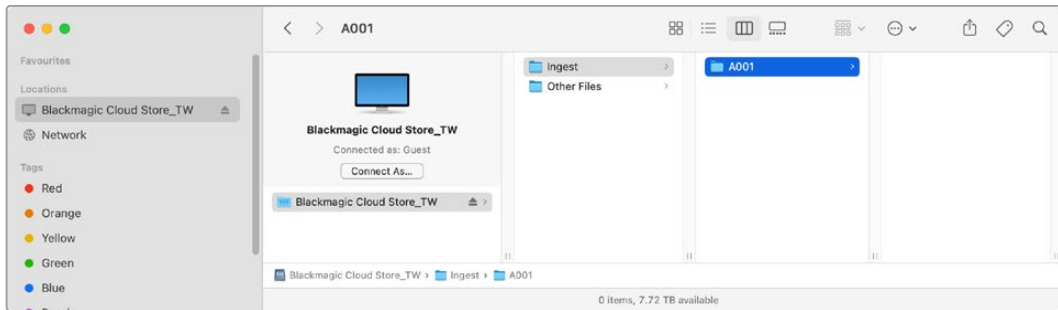 A001
Favourites
Locations
Blackmagic Cloud Store_TW
Network
Tags
Red
Orange
Yellow
Green
Blue
Blackmagic Cloud Store_TW
Connected as: Guest
Connect As...
Blackmagic Cloud Store_TW
Ingest
Other Files
A001
Blackmagic Cloud Store_TW › Ingest › A001
0 items, 7.72 TB available